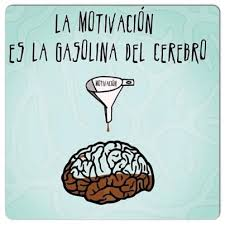 LA MOTIVACIÓN
ES LA GASOLINA DEL CEREBRO
MOTIVACIÓN